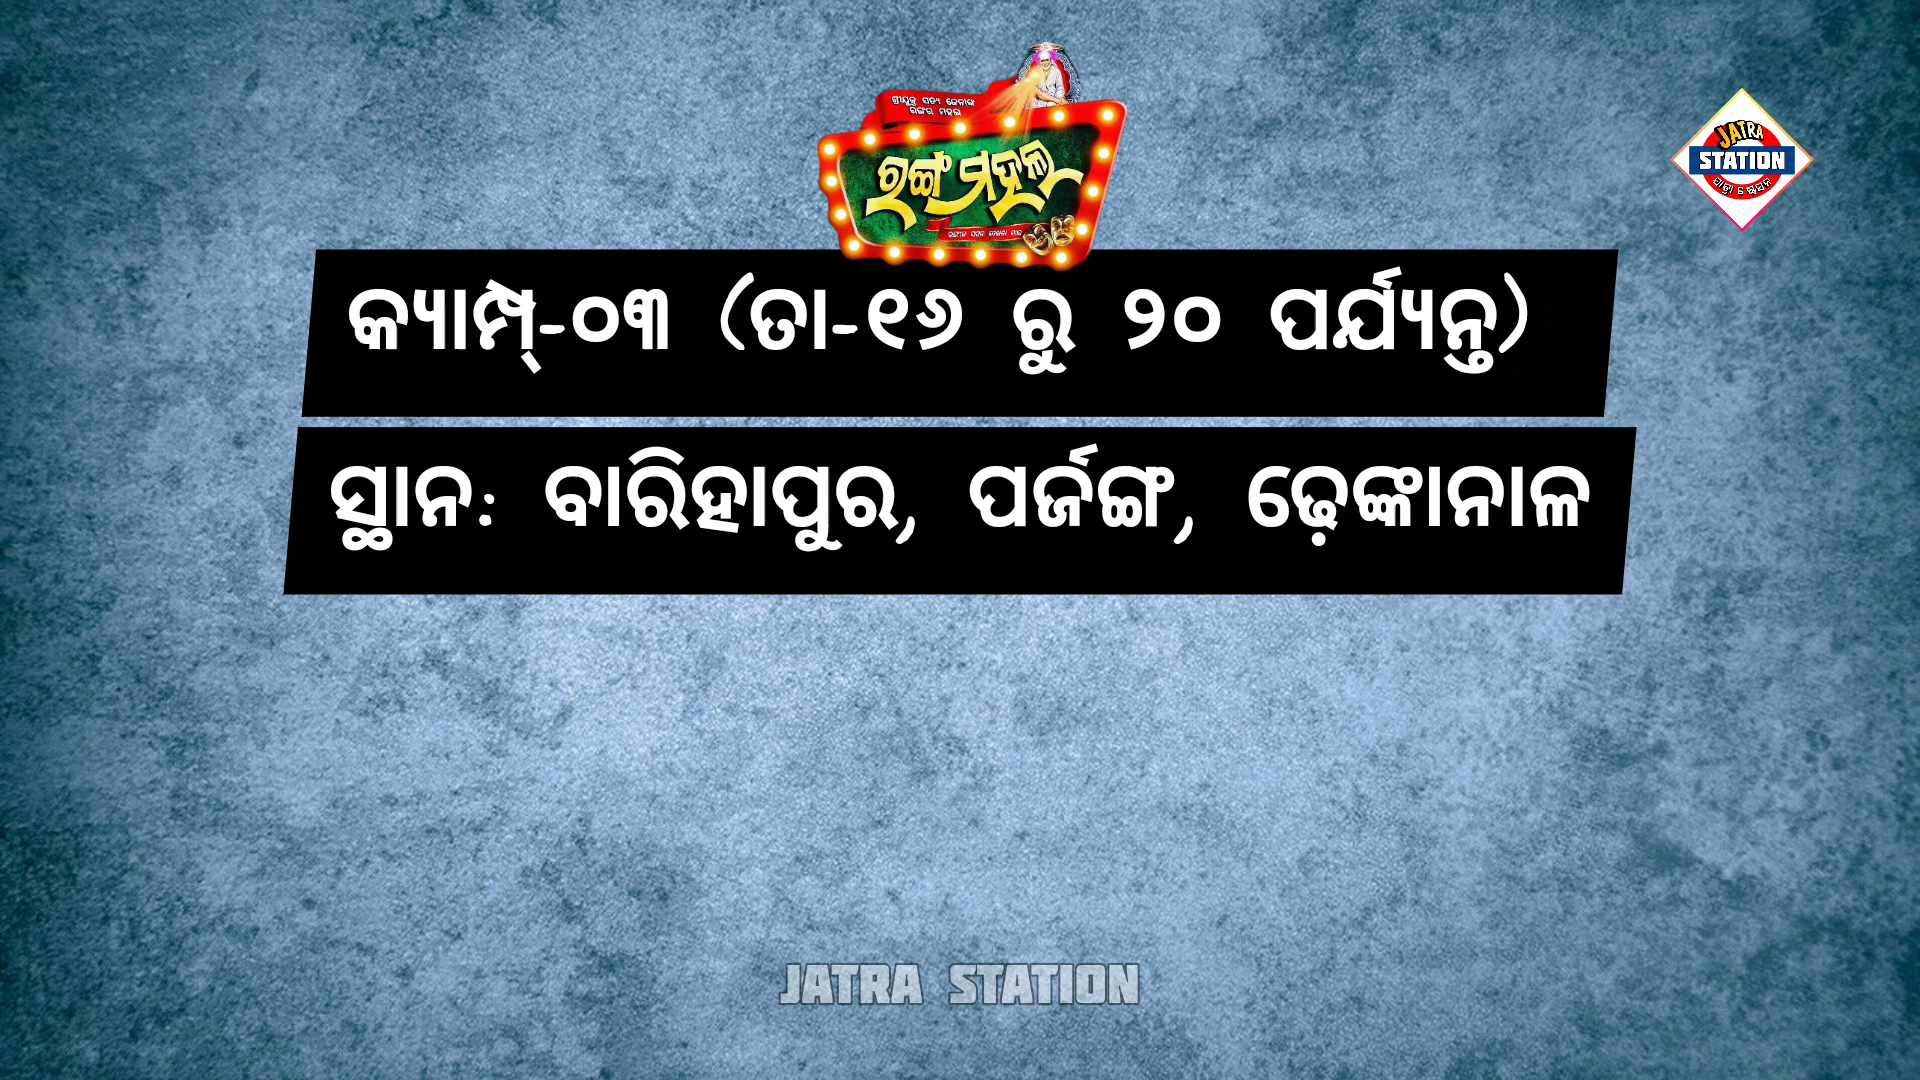 ରଙ୍ଗ ମହଲ
JATRA
STATION
କ୍ୟାମ୍ପ୍-୦୩ (ତା-୧୬ ରୁ ୨୦ ପର୍ଯ୍ୟନ୍ତ)
ସ୍ଥାନ: ବାରିହାପୁର, ପର୍ଜଙ୍ଗ, ଢ଼େଙ୍କାନାଳ
JATRA STATION